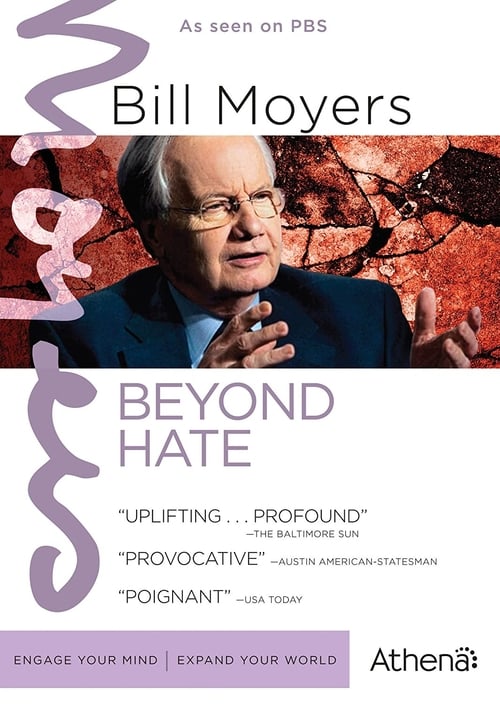 As seen on PBS
Bill Moyers
BEYOND
HATE
“UPLIFTING . . . PROFOUND”
—THE BALTIMORE SUN
“PROVOCATIVE” —AUSTIN AMERICAN-STATESMAN
“POIGNANT” —USA TODAY
ENGAGE YOUR MIND | EXPAND YOUR WORLD
Athena